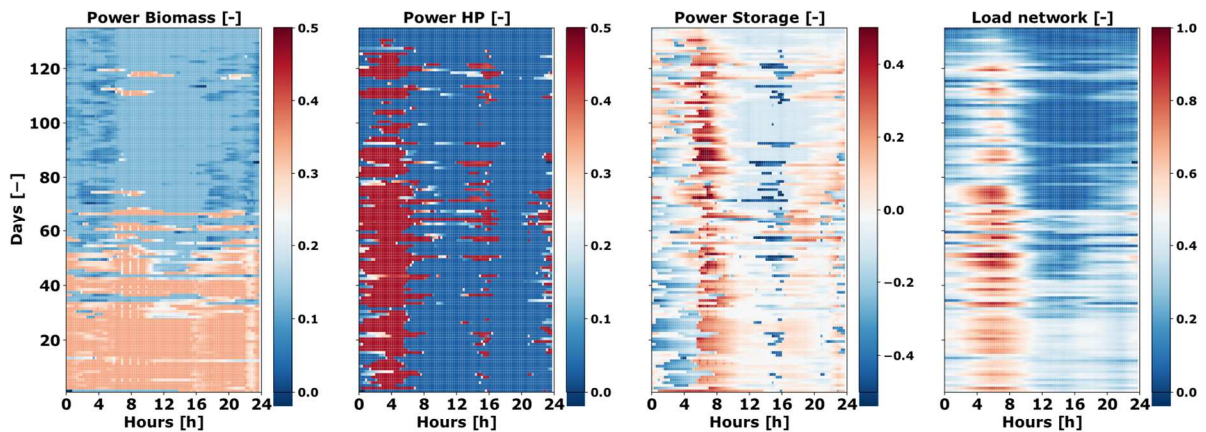 Power Biomass [-]
Power HP [-]
Power Storage [-]
Load network [-]
Days [−]
120
100
80
60
40
20
0 4 8 12 16 20 24
Hours [h]
0.5
0.4
0.3
0.2
0.1
0.0
0 4 8 12 16 20 24
Hours [h]
0.5
0.4
0.3
0.2
0.1
0.0
0 4 8 12 16 20 24
Hours [h]
0.4
0.2
0.0
−0.2
−0.4
0 4 8 12 16 20 24
Hours [h]
1.0
0.8
0.6
0.4
0.2
0.0